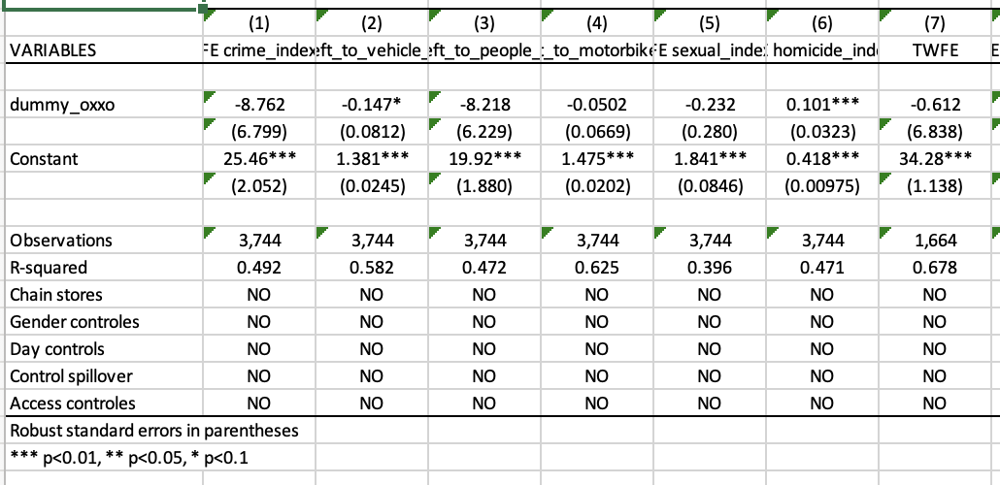 (1) (2) (3) (4) (5) (6) (7)
VARIABLES FE crime_index eft_to_vehicle_ eft_to_people_ _to_motorbike FE sexual_index homicide_ind TWFE E
dummy_oxxo -8.762 -0.147* -8.218 -0.0502 -0.232 0.101*** -0.612
(6.799) (0.0812) (6.229) (0.0669) (0.280) (0.0323) (6.838)
Constant 25.46*** 1.381*** 19.92*** 1.475*** 1.841*** 0.418*** 34.28***
(2.052) (0.0245) (1.880) (0.0202) (0.0846) (0.00975) (1.138)
Observations 3,744 3,744 3,744 3,744 3,744 3,744 1,664
R-squared 0.492 0.582 0.472 0.625 0.396 0.471 0.678
Chain stores NO NO NO NO NO NO NO
Gender controles NO NO NO NO NO NO NO
Day controls NO NO NO NO NO NO NO
Control spillover NO NO NO NO NO NO NO
Access controles NO NO NO NO NO NO NO
Robust standard errors in parentheses
*** p<0.01, ** p<0.05, * p<0.1